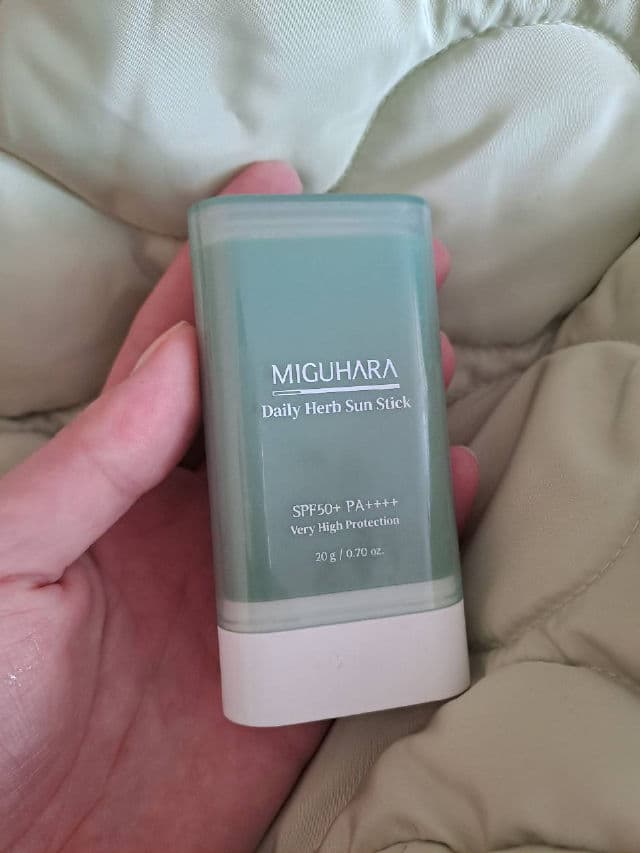 MIGUHARA
Daily Herb Sun Stick
SPF50+ PA++++
Very High Protection
20 g / 0.70 oz.